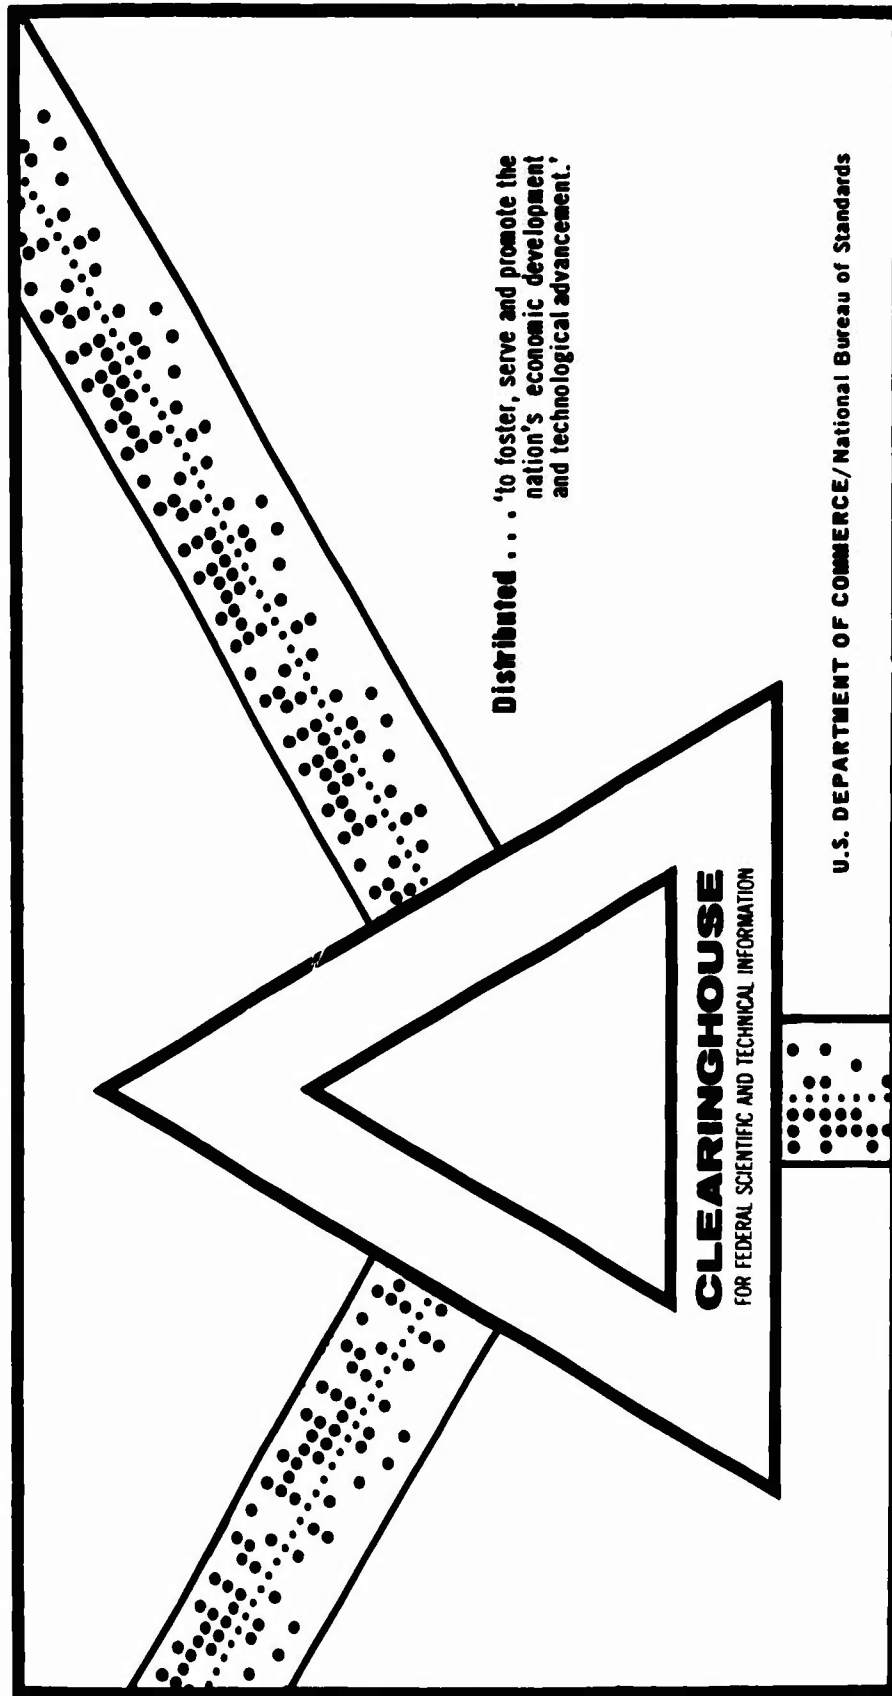 Distributed . . . 'to foster, serve and promote the
nation's economic development
and technological advancement.'
CLEARINGHOUSE
FOR FEDERAL SCIENTIFIC AND TECHNICAL INFORMATION
U.S. DEPARTMENT OF COMMERCE/National Bureau of Standards